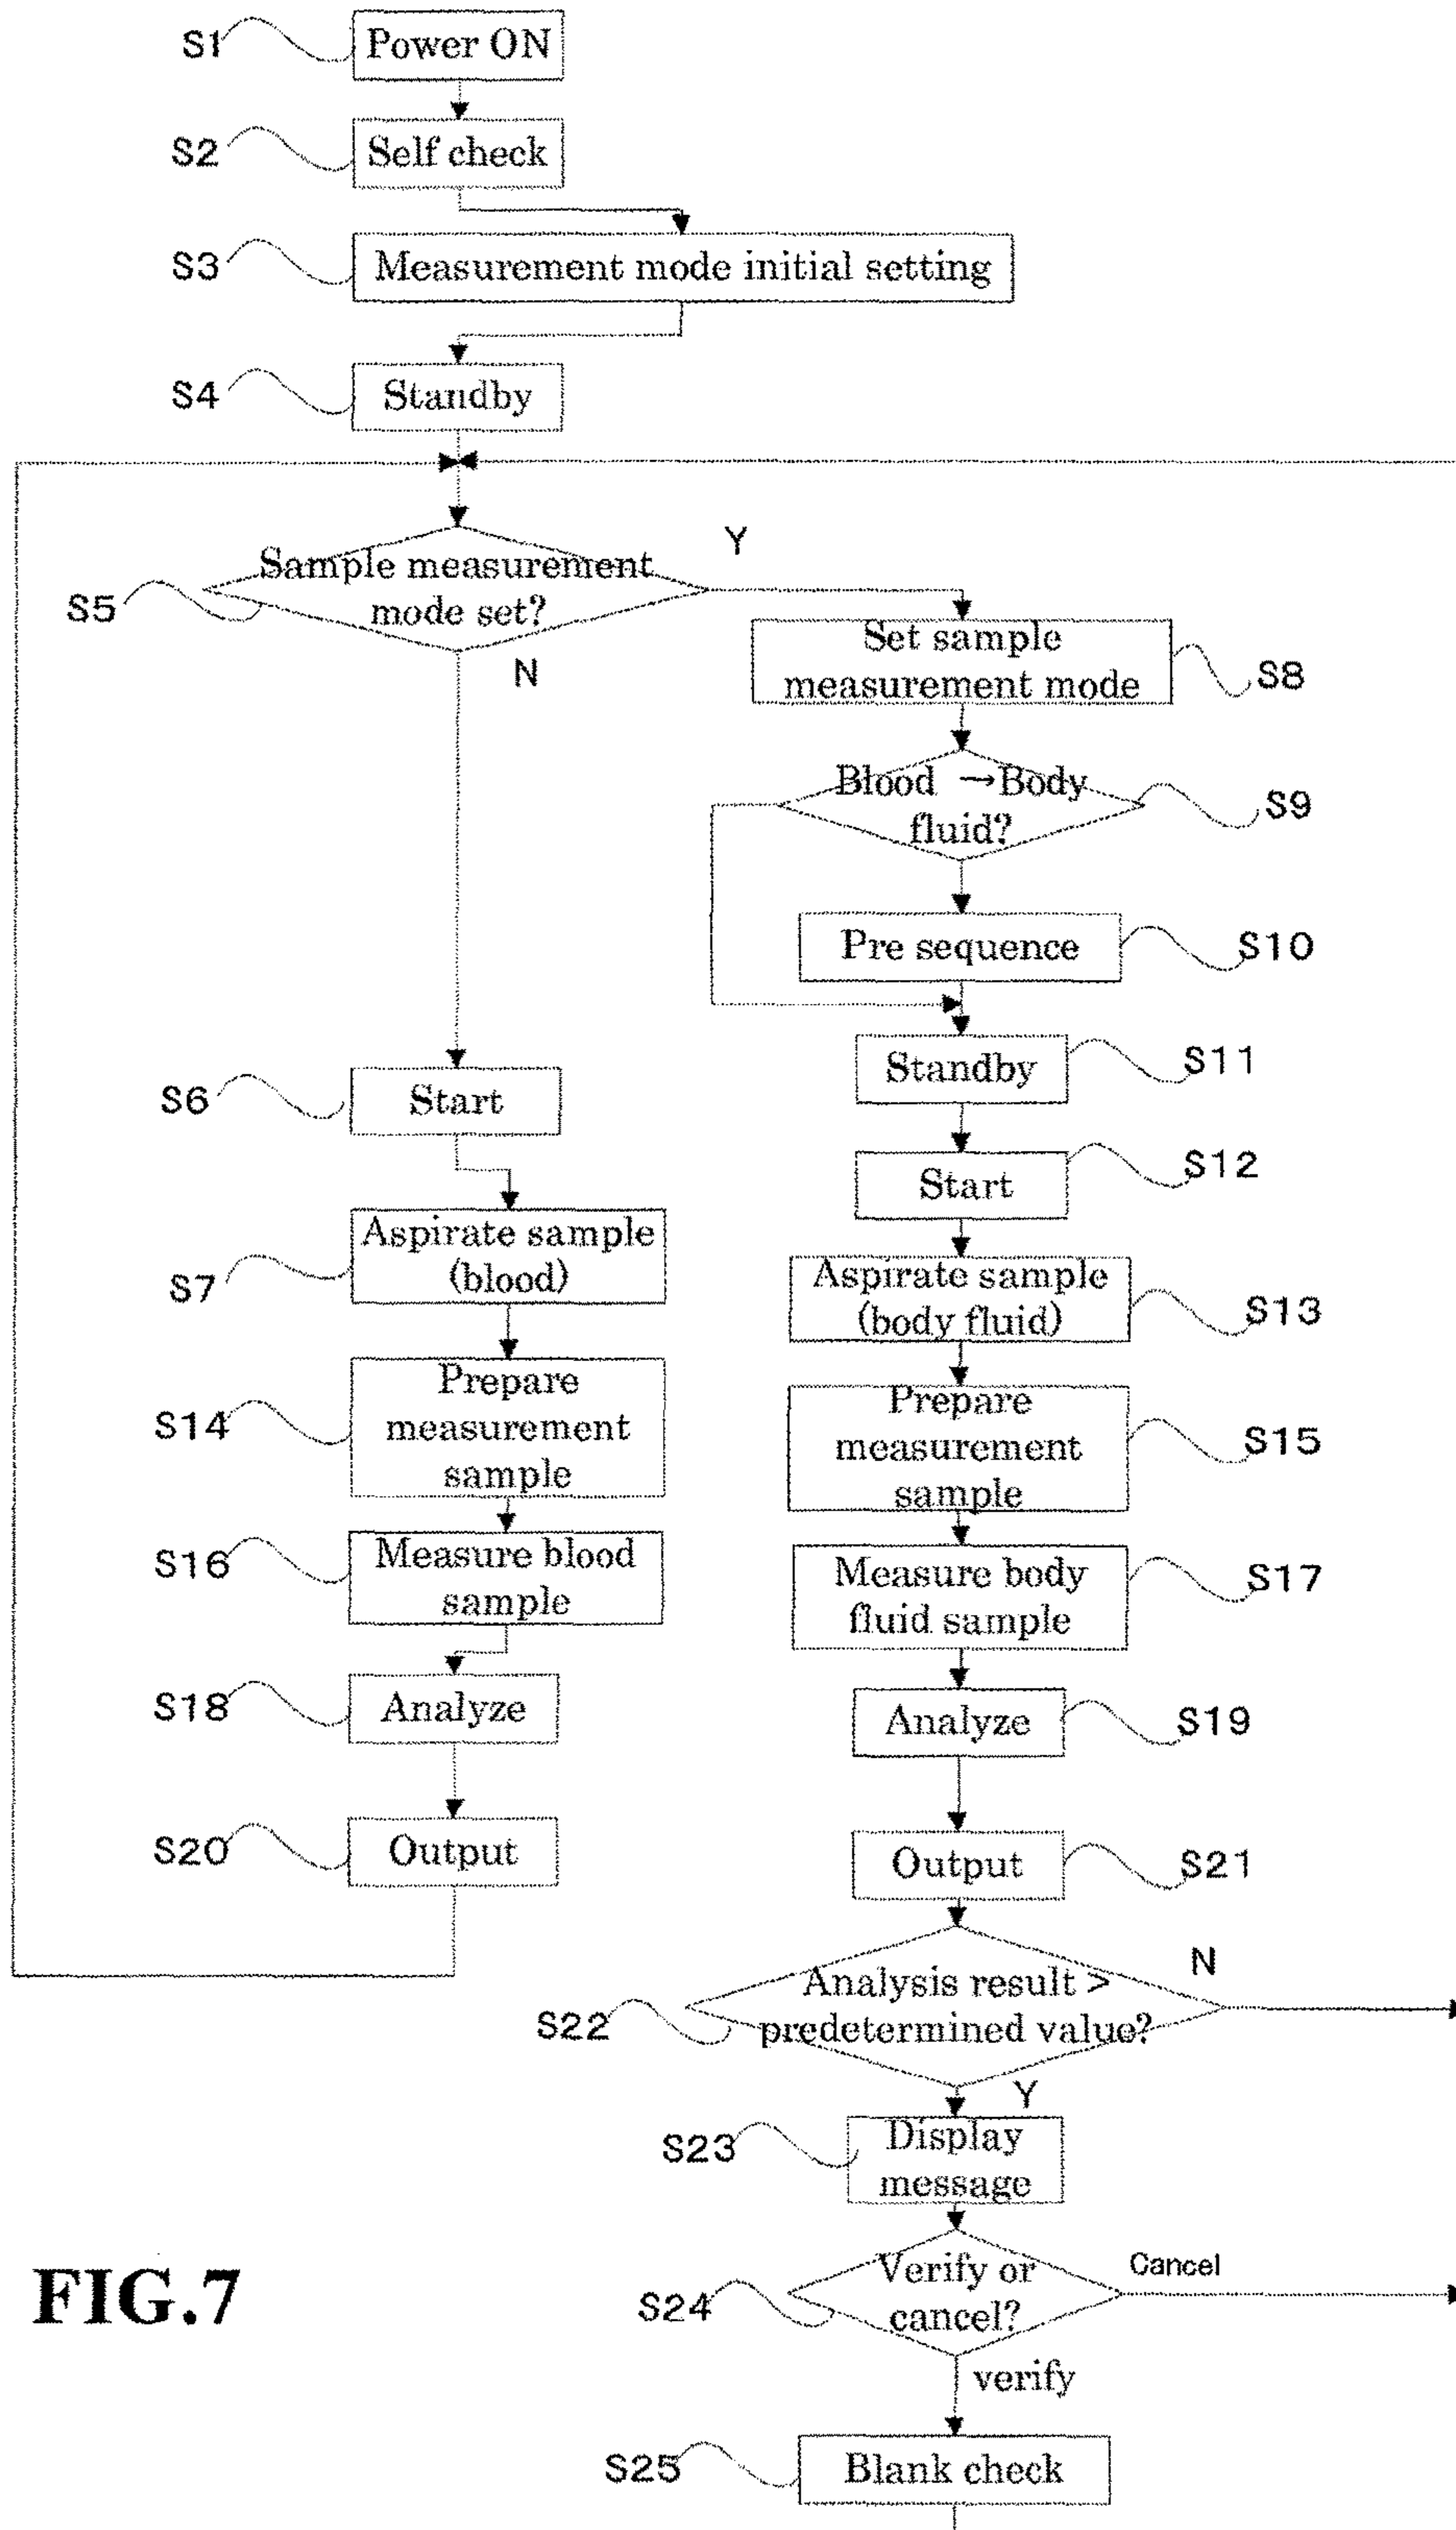 S1
Power ON
S2
Self check
S3
Measurement mode initial setting
S4
Standby
S5
Sample measurement
mode set?
Y
N
Set sample
measurement mode
S8
Blood →Body
fluid?
S9
Pre sequence
S10
Standby
S11
S6
Start
Start
S12
S7
Aspirate sample
(blood)
Aspirate sample
(body fluid)
S13
S14
Prepare
measurement
sample
Prepare
measurement
sample
S15
S16
Measure blood
sample
Measure body
fluid sample
S17
S18
Analyze
Analyze
S19
S20
Output
Output
S21
S22
Analysis result >
predetermined value?
N
Y
S23
Display
message
S24
Verify or
cancel?
Cancel
verify
S25
Blank check
FIG.7